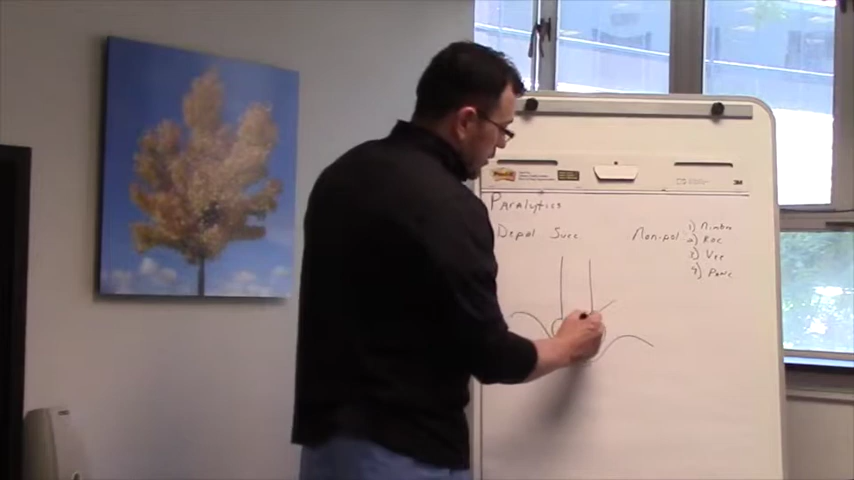 Paralytics
Depol Succ
Non-pol 1) Nimbex
2) Roc
3) Vec
4) Panc